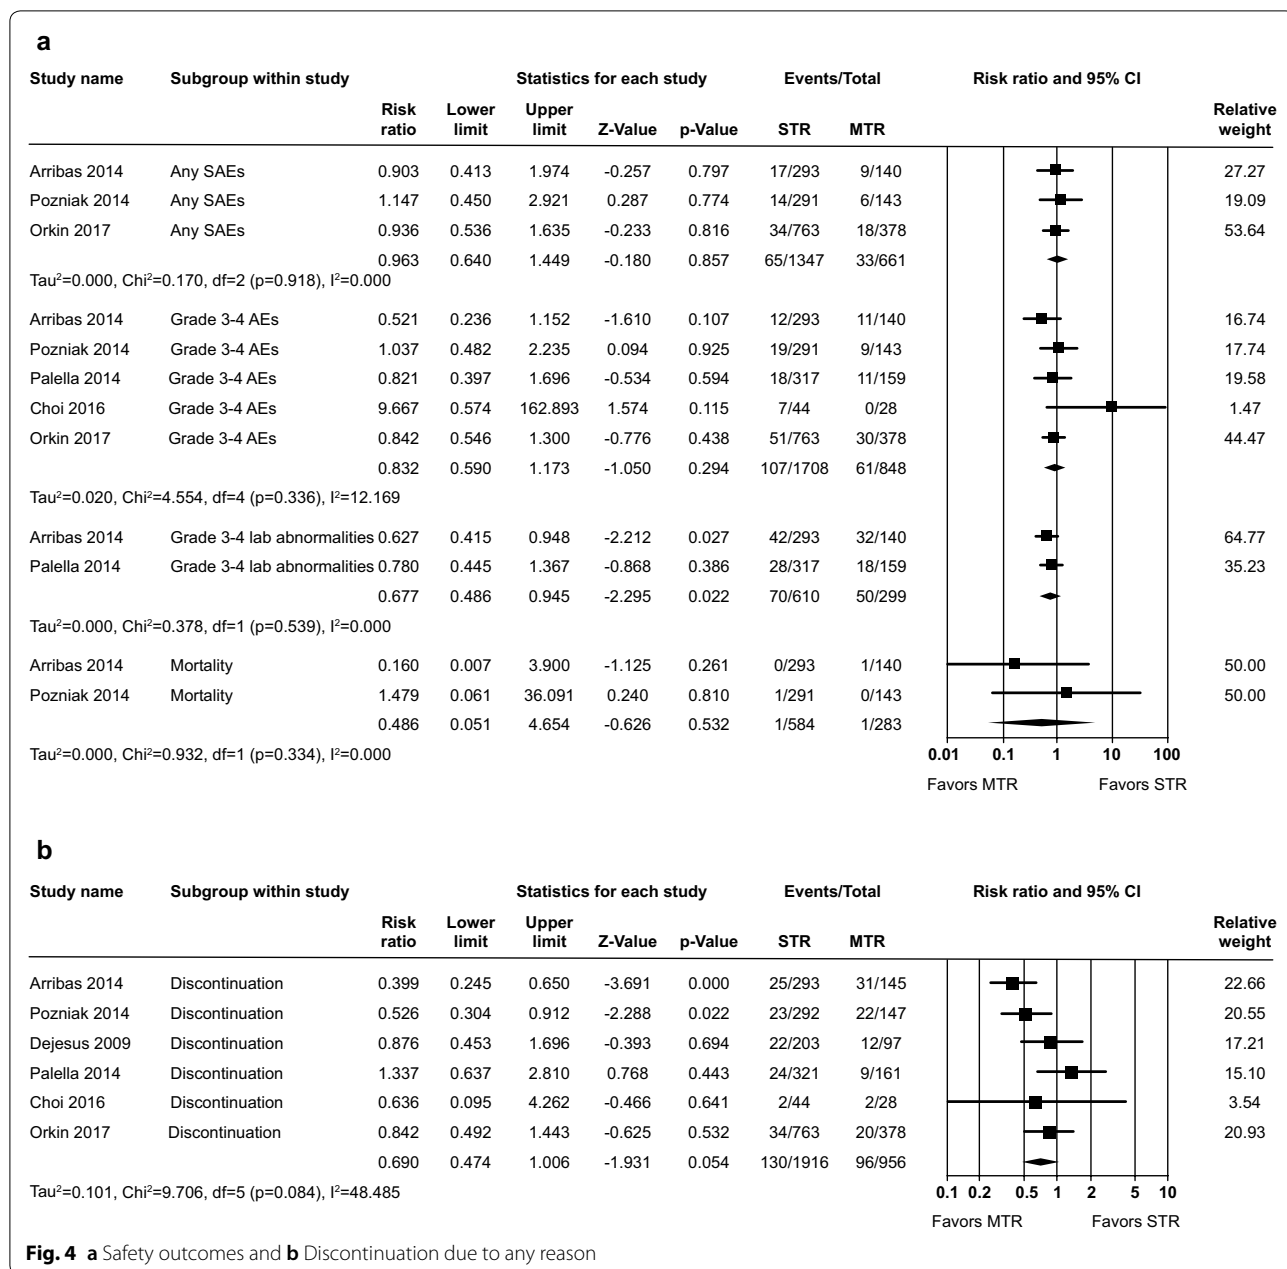 a
Study name Subgroup within study Statistics for each study Events/Total Risk ratio and 95% CI
Risk ratio Lower limit Upper limit Z-Value p-Value STR MTR Relative weight
Arribas 2014 Any SAEs 0.903 0.413 1.974 -0.257 0.797 17/293 9/140 27.27
Pozniak 2014 Any SAEs 1.147 0.450 2.921 0.287 0.774 14/291 6/143 19.09
Orkin 2017 Any SAEs 0.936 0.536 1.635 -0.233 0.816 34/763 18/378 53.64
0.963 0.640 1.449 -0.180 0.857 65/1347 33/661
Tau²=0.000, Chi²=0.170, df=2 (p=0.918), I²=0.000
Arribas 2014 Grade 3-4 AEs 0.521 0.236 1.152 -1.610 0.107 12/293 11/140 16.74
Pozniak 2014 Grade 3-4 AEs 1.037 0.482 2.235 0.094 0.925 19/291 9/143 17.74
Palella 2014 Grade 3-4 AEs 0.821 0.397 1.696 -0.534 0.594 18/317 11/159 19.58
Choi 2016 Grade 3-4 AEs 9.667 0.574 162.893 1.574 0.115 7/44 0/28 1.47
Orkin 2017 Grade 3-4 AEs 0.842 0.546 1.300 -0.776 0.438 51/763 30/378 44.47
0.832 0.590 1.173 -1.050 0.294 107/1708 61/848
Tau²=0.020, Chi²=4.554, df=4 (p=0.336), I²=12.169
Arribas 2014 Grade 3-4 lab abnormalities 0.627 0.415 0.948 -2.212 0.027 42/293 32/140 64.77
Palella 2014 Grade 3-4 lab abnormalities 0.780 0.445 1.367 -0.868 0.386 28/317 18/159 35.23
0.677 0.486 0.945 -2.295 0.022 70/610 50/299
Tau²=0.000, Chi²=0.378, df=1 (p=0.539), I²=0.000
Arribas 2014 Mortality 0.160 0.007 3.900 -1.125 0.261 0/293 1/140 50.00
Pozniak 2014 Mortality 1.479 0.061 36.091 0.240 0.810 1/291 0/143 50.00
0.486 0.051 4.654 -0.626 0.532 1/584 1/283
Tau²=0.000, Chi²=0.932, df=1 (p=0.334), I²=0.000
0.01 0.1 1 10 100
Favors MTR Favors STR
b
Study name Subgroup within study Statistics for each study Events/Total Risk ratio and 95% CI
Risk ratio Lower limit Upper limit Z-Value p-Value STR MTR Relative weight
Arribas 2014 Discontinuation 0.399 0.245 0.650 -3.691 0.000 25/293 31/145 22.66
Pozniak 2014 Discontinuation 0.526 0.304 0.912 -2.288 0.022 23/292 22/147 20.55
Dejesus 2009 Discontinuation 0.876 0.453 1.696 -0.393 0.694 22/203 12/97 17.21
Palella 2014 Discontinuation 1.337 0.637 2.810 0.768 0.443 24/321 9/161 15.10
Choi 2016 Discontinuation 0.636 0.095 4.262 -0.466 0.641 2/44 2/28 3.54
Orkin 2017 Discontinuation 0.842 0.492 1.443 -0.625 0.532 34/763 20/378 20.93
0.690 0.474 1.006 -1.931 0.054 130/1916 96/956
Tau²=0.101, Chi²=9.706, df=5 (p=0.084), I²=48.485
0.1 0.2 0.5 1 2 5 10
Favors MTR Favors STR
Fig. 4 a Safety outcomes and b Discontinuation due to any reason